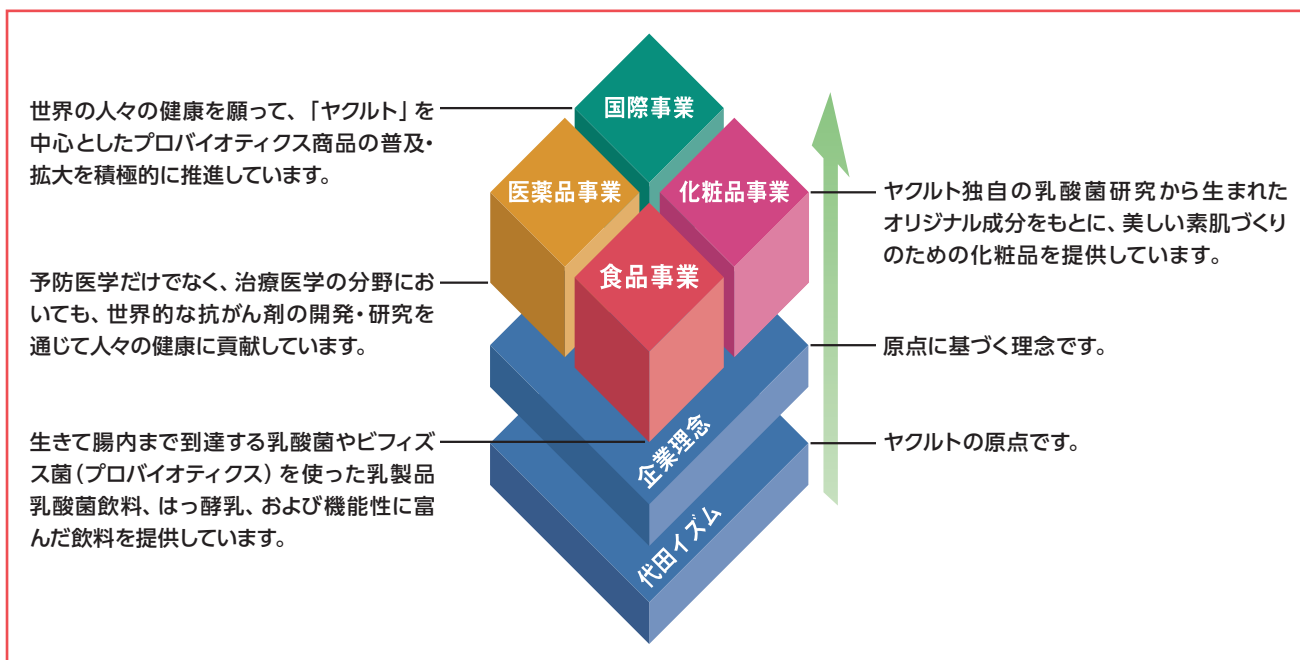 世界の人々の健康を願って、「ヤクルト」を
中心としたプロバイオティクス商品の普及・
拡大を積極的に推進しています。
予防医学だけでなく、治療医学の分野にお
いても、世界的な抗がん剤の開発・研究を
通じて人々の健康に貢献しています。
生きて腸内まで到達する乳酸菌やビフィズ
ス菌(プロバイオティクス)を使った乳製品
乳酸菌飲料、はっ酵乳、および機能性に富
んだ飲料を提供しています。
国際事業
医薬品事業
化粧品事業
食品事業
企業理念
代田イズム
ヤクルト独自の乳酸菌研究から生まれた
オリジナル成分をもとに、美しい素肌づくり
のための化粧品を提供しています。
原点に基づく理念です。
ヤクルトの原点です。